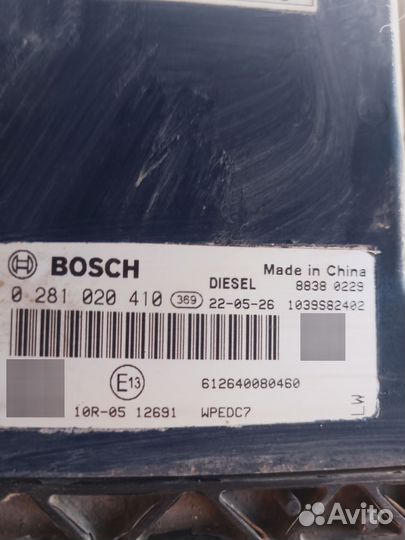 BOSCH
Made in China
0 281 020 410 369
DIESEL
22-05-26
8838 0229
1039S82402
E13
612640080460
10R-05 12691
WPEDC7
LW
Avito